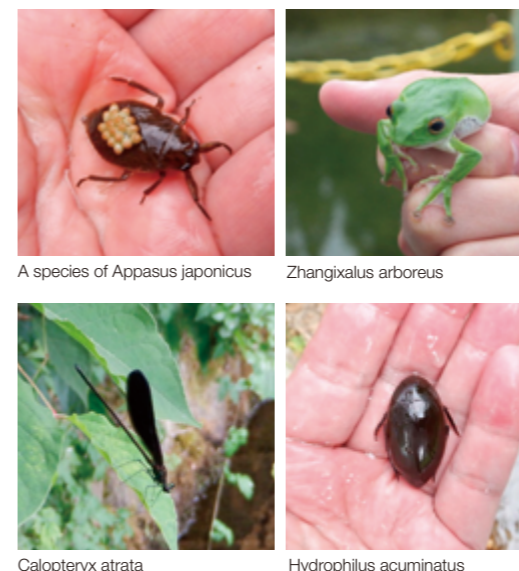 A species of Appasus japonicus
Zhangixalus arboreus
Calopteryx atrata
Hydrophilus acuminatus